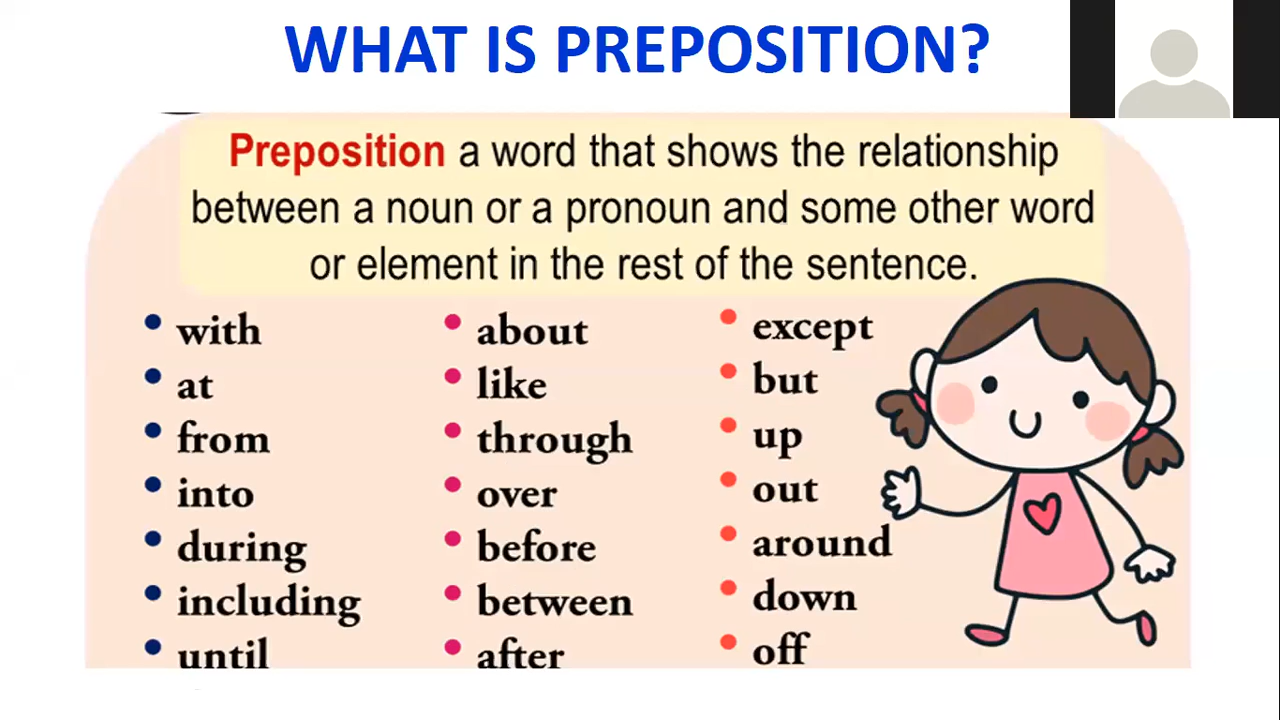 WHAT IS PREPOSITION?
Preposition a word that shows the relationship
between a noun or a pronoun and some other word
or element in the rest of the sentence.
• with
• at
• from
• into
• during
• including
• until
• about
• like
• through
• over
• before
• between
• after
• except
• but
• up
• out
• around
• down
• off